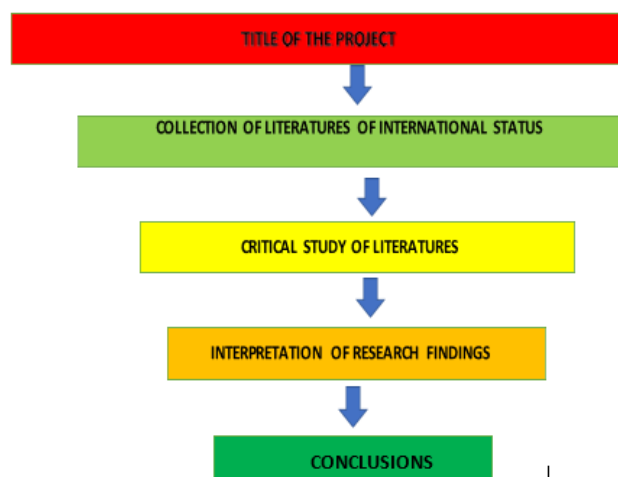 TITLE OF THE PROJECT
COLLECTION OF LITERATURES OF INTERNATIONAL STATUS
CRITICAL STUDY OF LITERATURES
INTERPRETATION OF RESEARCH FINDINGS
CONCLUSIONS